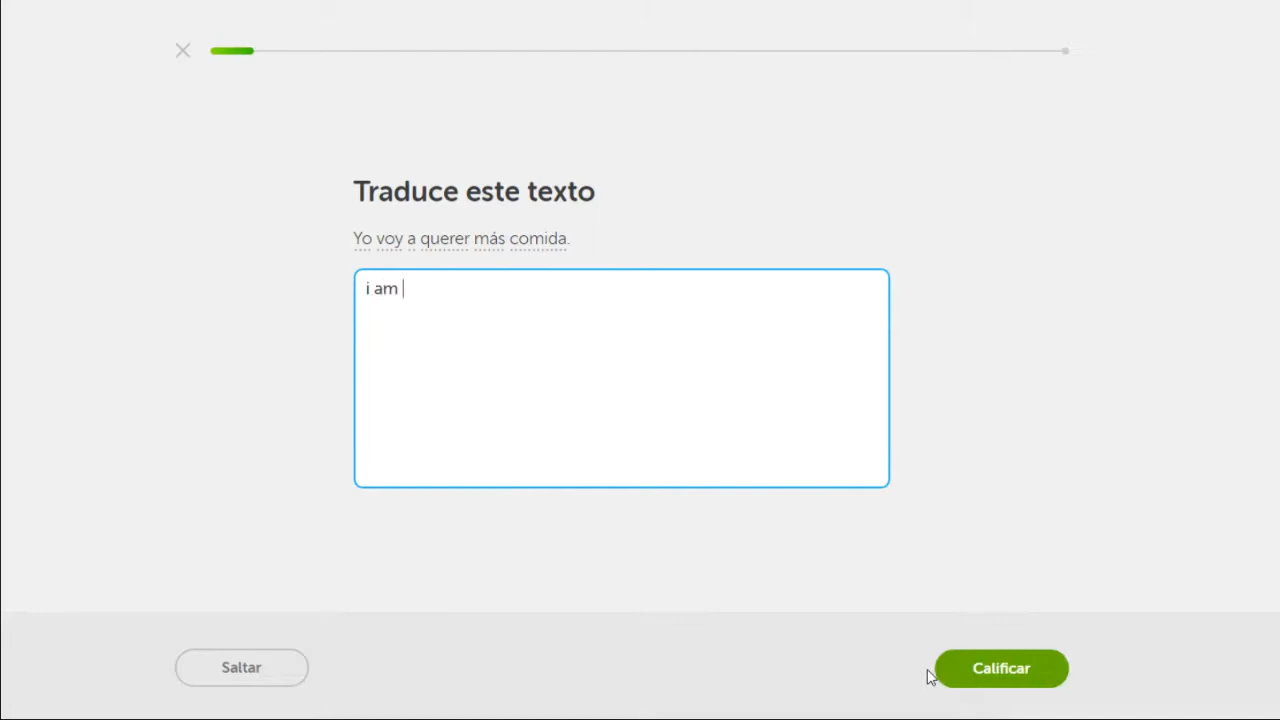 Traduce este texto
Yo voy a querer más comida.
i am
Saltar
Calificar